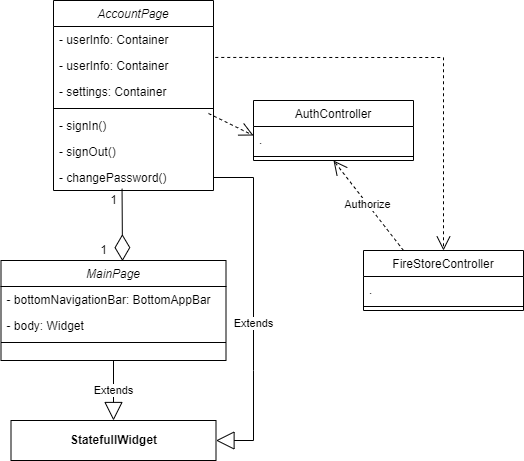 AccountPage
- userInfo: Container
- userInfo: Container
- settings: Container
- signIn()
- signOut()
- changePassword()
AuthController
.
1
Authorize
1
FireStoreController
.
MainPage
- bottomNavigationBar: BottomAppBar
- body: Widget
Extends
Extends
StatefullWidget